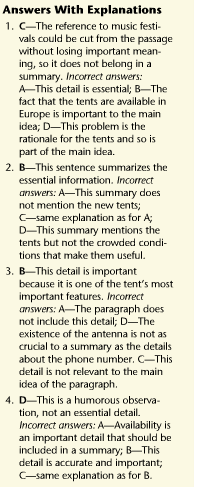 Answers With Explanations
1. C—The reference to music festi-
vals could be cut from the passage
without losing important mean-
ing, so it does not belong in a
summary. Incorrect answers:
A—This detail is essential; B—The
fact that the tents are available in
Europe is important to the main
idea; D—This problem is the
rationale for the tents and so is
part of the main idea.
2. B—This sentence summarizes the
essential information. Incorrect
answers: A—This summary does
not mention the new tents;
C—same explanation as for A;
D—This summary mentions the
tents but not the crowded condi-
tions that make them useful.
3. B—This detail is important
because it is one of the tent's most
important features. Incorrect
answers: A—The paragraph does
not include this detail; D—The
existence of the antenna is not as
crucial to a summary as the details
about the phone number. C—This
detail is not relevant to the main
idea of the paragraph.
4. D—This is a humorous observa-
tion, not an essential detail.
Incorrect answers: A—Availability is
an important detail that should be
included in a summary; B—This
detail is accurate and important;
C—same explanation as for B.